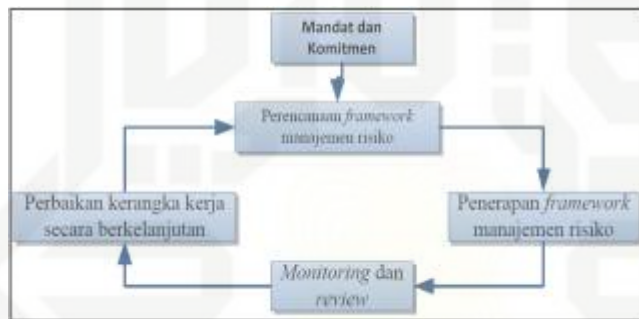 Mandat dan
Komitmen
Perencanaan framework
manajemen risiko
Perbaikan kerangka kerja
secara berkelanjutan
Penerapan framework
manajemen risiko
Monitoring dan
review